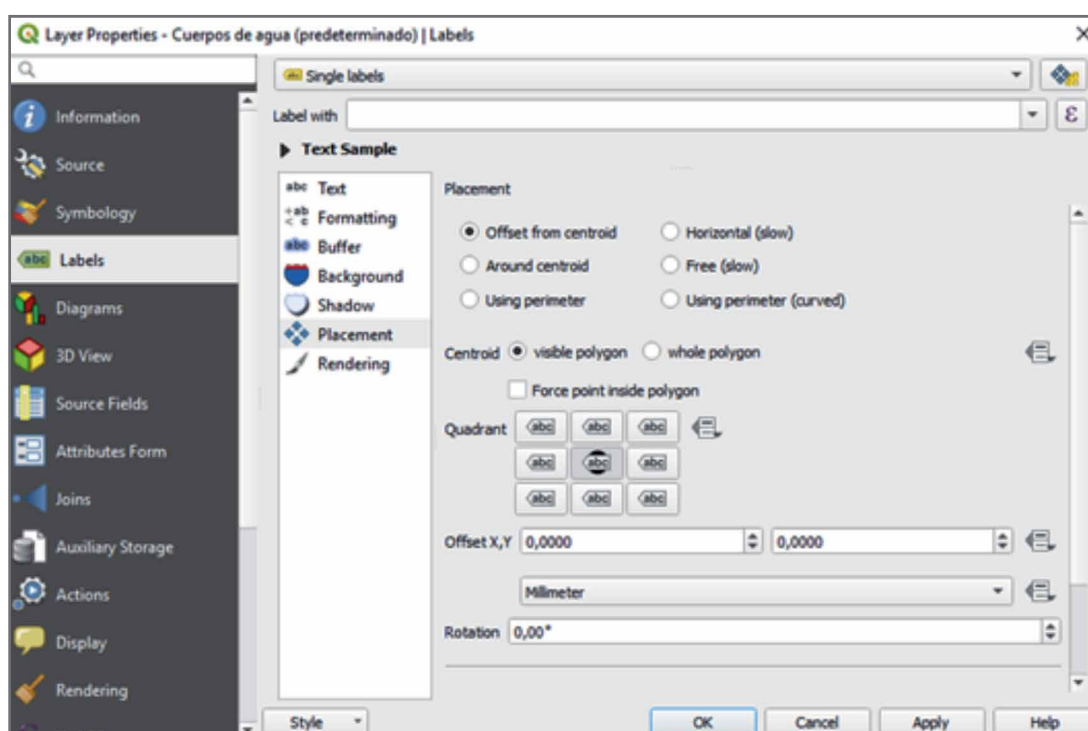 Layer Properties - Cuerpos de agua (predeterminado) | Labels
Information
Source
Symbology
abc Labels
Diagrams
3D View
Source Fields
Attributes Form
Joins
Auxiliary Storage
Actions
Display
Rendering
Single labels
Label with
ε
Text Sample
abc Text
+ab < c Formatting
abc Buffer
Background
Shadow
Placement
Rendering
Placement
Offset from centroid Horizontal (slow)
Around centroid Free (slow)
Using perimeter Using perimeter (curved)
Centroid visible polygon whole polygon
Force point inside polygon
Quadrant abc abc abc
abc abc abc
abc abc abc
Offset X,Y 0,0000 0,0000
Millimeter
Rotation 0,00°
Style OK Cancel Apply Help